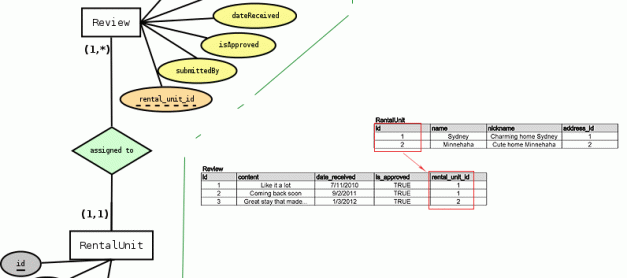 dateReceived
Review
isApproved
(1,*)
submittedBy
rental_unit_id
assigned to
(1,1)
RentalUnit
id
RentalUnit
id name nickname address_id
1 Sydney Charming home Sydney 1
2 Minnehaha Cute home Minnehaha 2
Review
id content date_received is_approved rental_unit_id
1 Like it a lot 7/11/2010 TRUE 1
2 Coming back soon 9/2/2011 TRUE 1
3 Great stay that made... 1/3/2012 TRUE 2